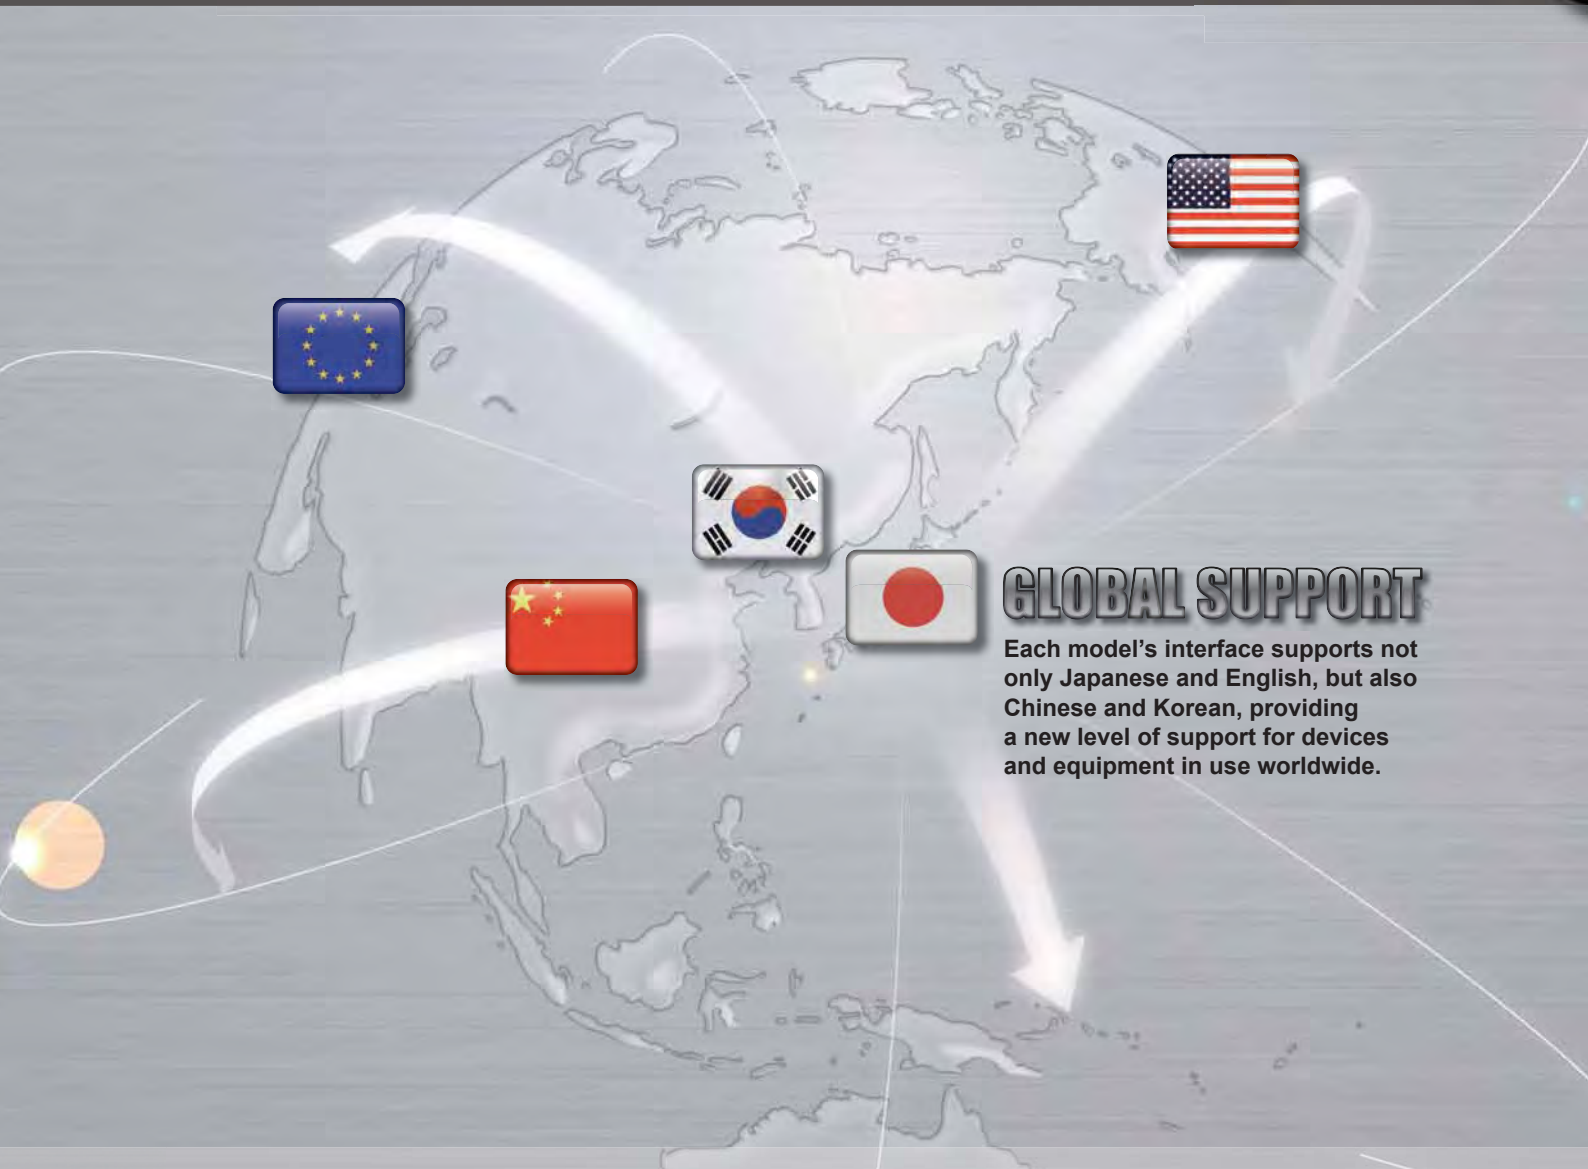 GLOBAL SUPPORT
Each model's interface supports not
only Japanese and English, but also
Chinese and Korean, providing
a new level of support for devices
and equipment in use worldwide.